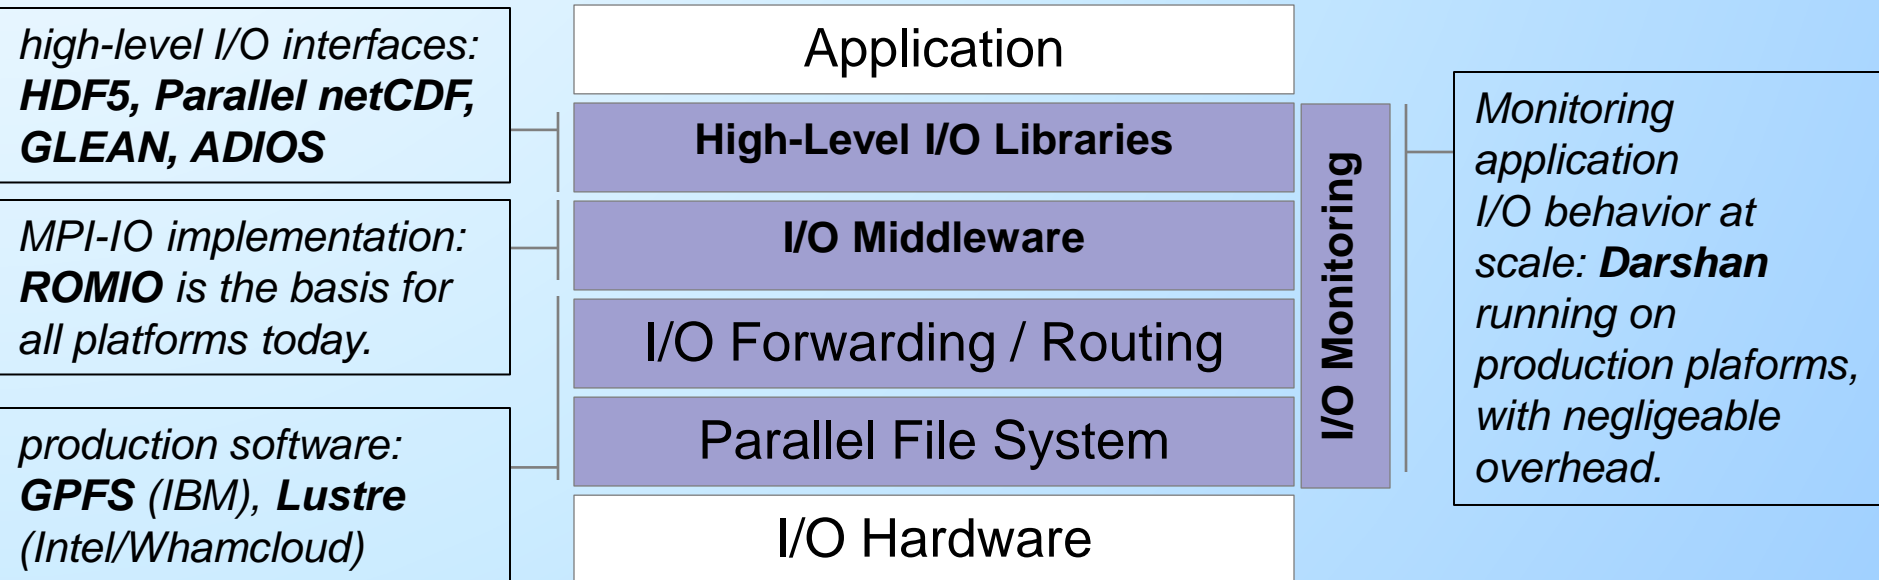 high-level I/O interfaces:
HDF5, Parallel netCDF,
GLEAN, ADIOS
MPI-IO implementation:
ROMIO is the basis for
all platforms today.
production software:
GPFS (IBM), Lustre
(Intel/Whamcloud)
Application
High-Level I/O Libraries
I/O Middleware
I/O Forwarding / Routing
Parallel File System
I/O Hardware
I/O Monitoring
Monitoring
application
I/O behavior at
scale: Darshan
running on
production plaforms,
with negligeable
overhead.